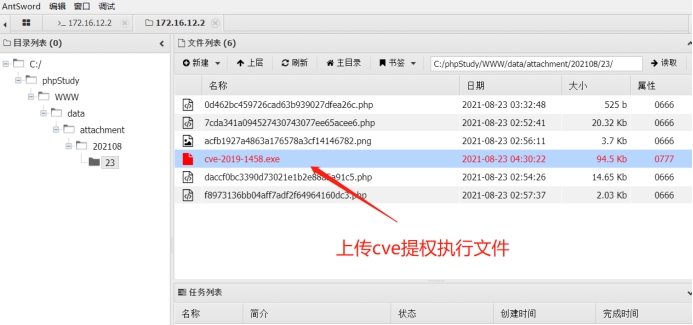 AntSword 编辑 窗口 调试
172.16.12.2 172.16.12.2
目录列表 (0)
C:/
phpStudy
WWW
data
attachment
202108
23
文件列表 (6)
新建 上层 刷新 主目录 书签 C:/phpStudy/WWW/data/attachment/202108/23/ 读取
名称 日期 大小 属性
0d462bc459726cad63b939027dfea26c.php 2021-08-23 03:32:48 525 b 0666
7cda341a094527430743077ee65acee6.php 2021-08-23 02:52:41 20.32 Kb 0666
acfb1927a4863a176578a3cf14146782.png 2021-08-23 02:56:11 3.7 Kb 0666
cve-2019-1458.exe 2021-08-23 04:30:22 94.5 Kb 0777
2021-08-23 02:54:26 14.65 Kb 0666
f8973136bb04aff7adf2f64964160dc3.php 2021-08-23 02:57:37 2.03 Kb 0666
上传cve提权执行文件
任务列表
名称 简介 状态 创建时间 完成时间